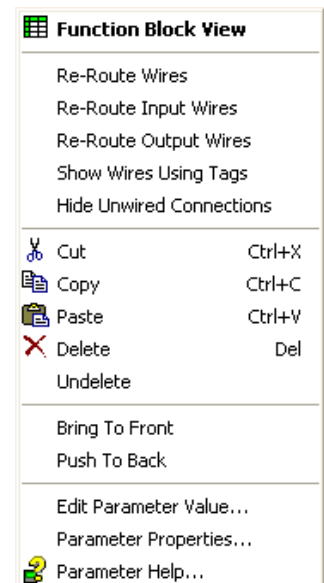 Function Block View
Re-Route Wires
Re-Route Input Wires
Re-Route Output Wires
Show Wires Using Tags
Hide Unwired Connections
Cut Ctrl+X
Copy Ctrl+C
Paste Ctrl+V
Delete Del
Undelete
Bring To Front
Push To Back
Edit Parameter Value...
Parameter Properties...
Parameter Help...